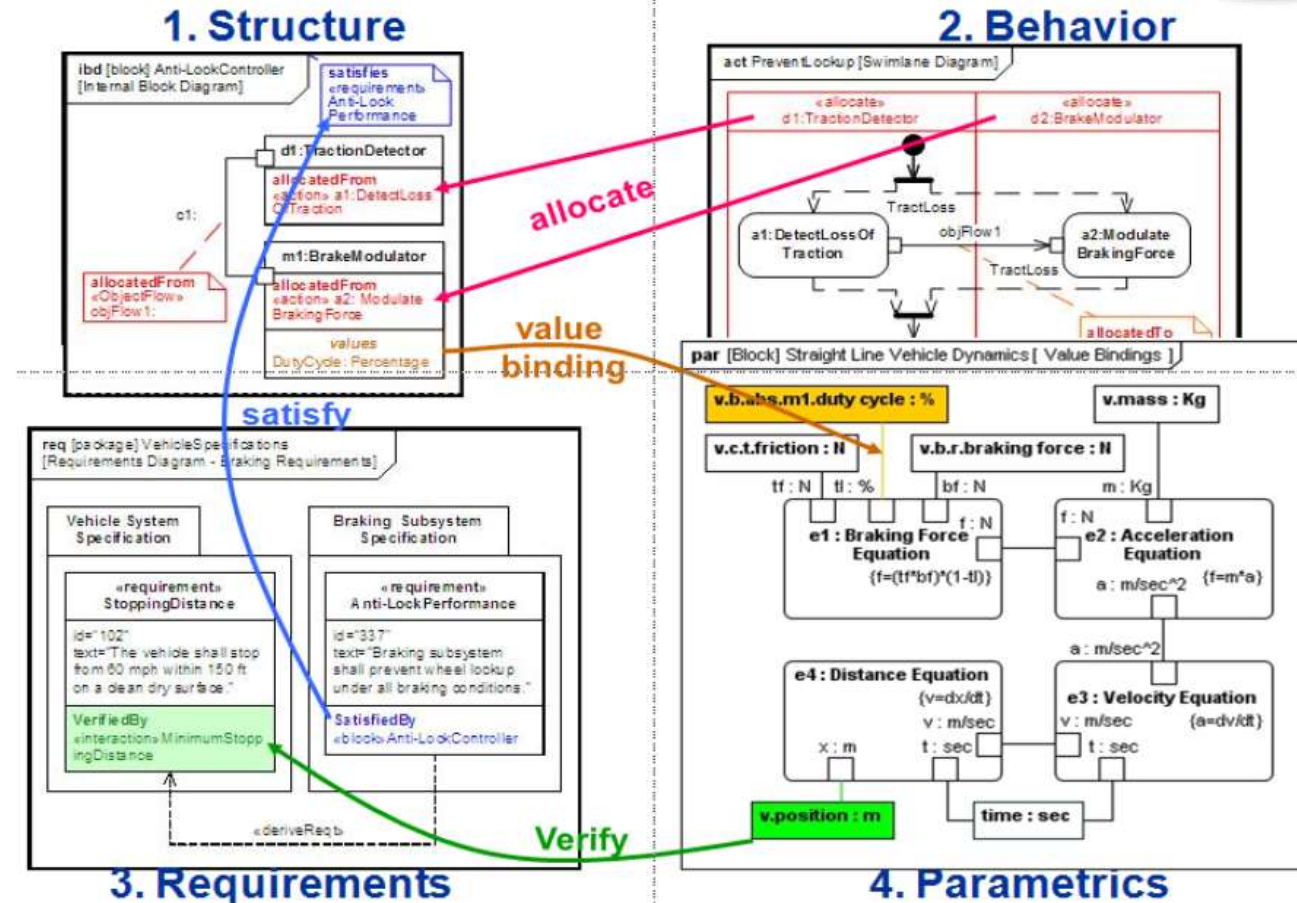 1. Structure
ibd [block] Anti-LookController
[Internal Block Diagram]
satisfies
«requirement»
Anti-Lock
Performance
d1:TractionDetector
allocatedFrom
«action» a1:DetectLoss
OfTraction
c1:
m1:BrakeModulator
allocatedFrom
«action» a2: Modulate
BrakingForce
values
DutyCycle: Percentage
allocatedFrom
«ObjectFlow»
objFlow1:
2. Behavior
act PreventLookup [Swimlane Diagram]
«allocate»
d1:TractionDetector
«allocate»
d2:BrakeModulator
TractLoss
a1:DetectLossOf
Traction
objFlow1
a2:Modulate
BrakingForce
TractLoss
allocatedTo
allocate
value
binding
satisfy
Verify
req [package] VehicleSpecifications
[Requirements Diagram - Braking Requirements]
Vehicle System
Specification
«requirement»
StoppingDistance
id="102"
text="The vehicle shall stop
from 60 mph within 150 ft
on a clean dry surface."
VerifiedBy
«interaction» MinimumStopp
ingDistance
Braking Subsystem
Specification
«requirement»
Anti-LockPerformance
id="337"
text="Braking subsystem
shall prevent wheel lookup
under all braking conditions."
SatisfiedBy
«block» Anti-LockController
«deriveReqt»
3. Requirements
par [Block] Straight Line Vehicle Dynamics [ Value Bindings ]
v.b.abs.m1.duty cycle : %
v.mass : Kg
v.c.t.friction : N
v.b.r.braking force : N
tf : N
tl : %
bf : N
m : Kg
f : N
f : N
e1 : Braking Force
Equation
{f=(tf*bf)*(1-tl)}
e2 : Acceleration
Equation
{f=m*a}
a : m/sec^2
a : m/sec^2
e4 : Distance Equation
{v=dx/dt}
v : m/sec
x : m
t : sec
e3 : Velocity Equation
v : m/sec
{a=dv/dt}
t : sec
v.position : m
time : sec
4. Parametrics